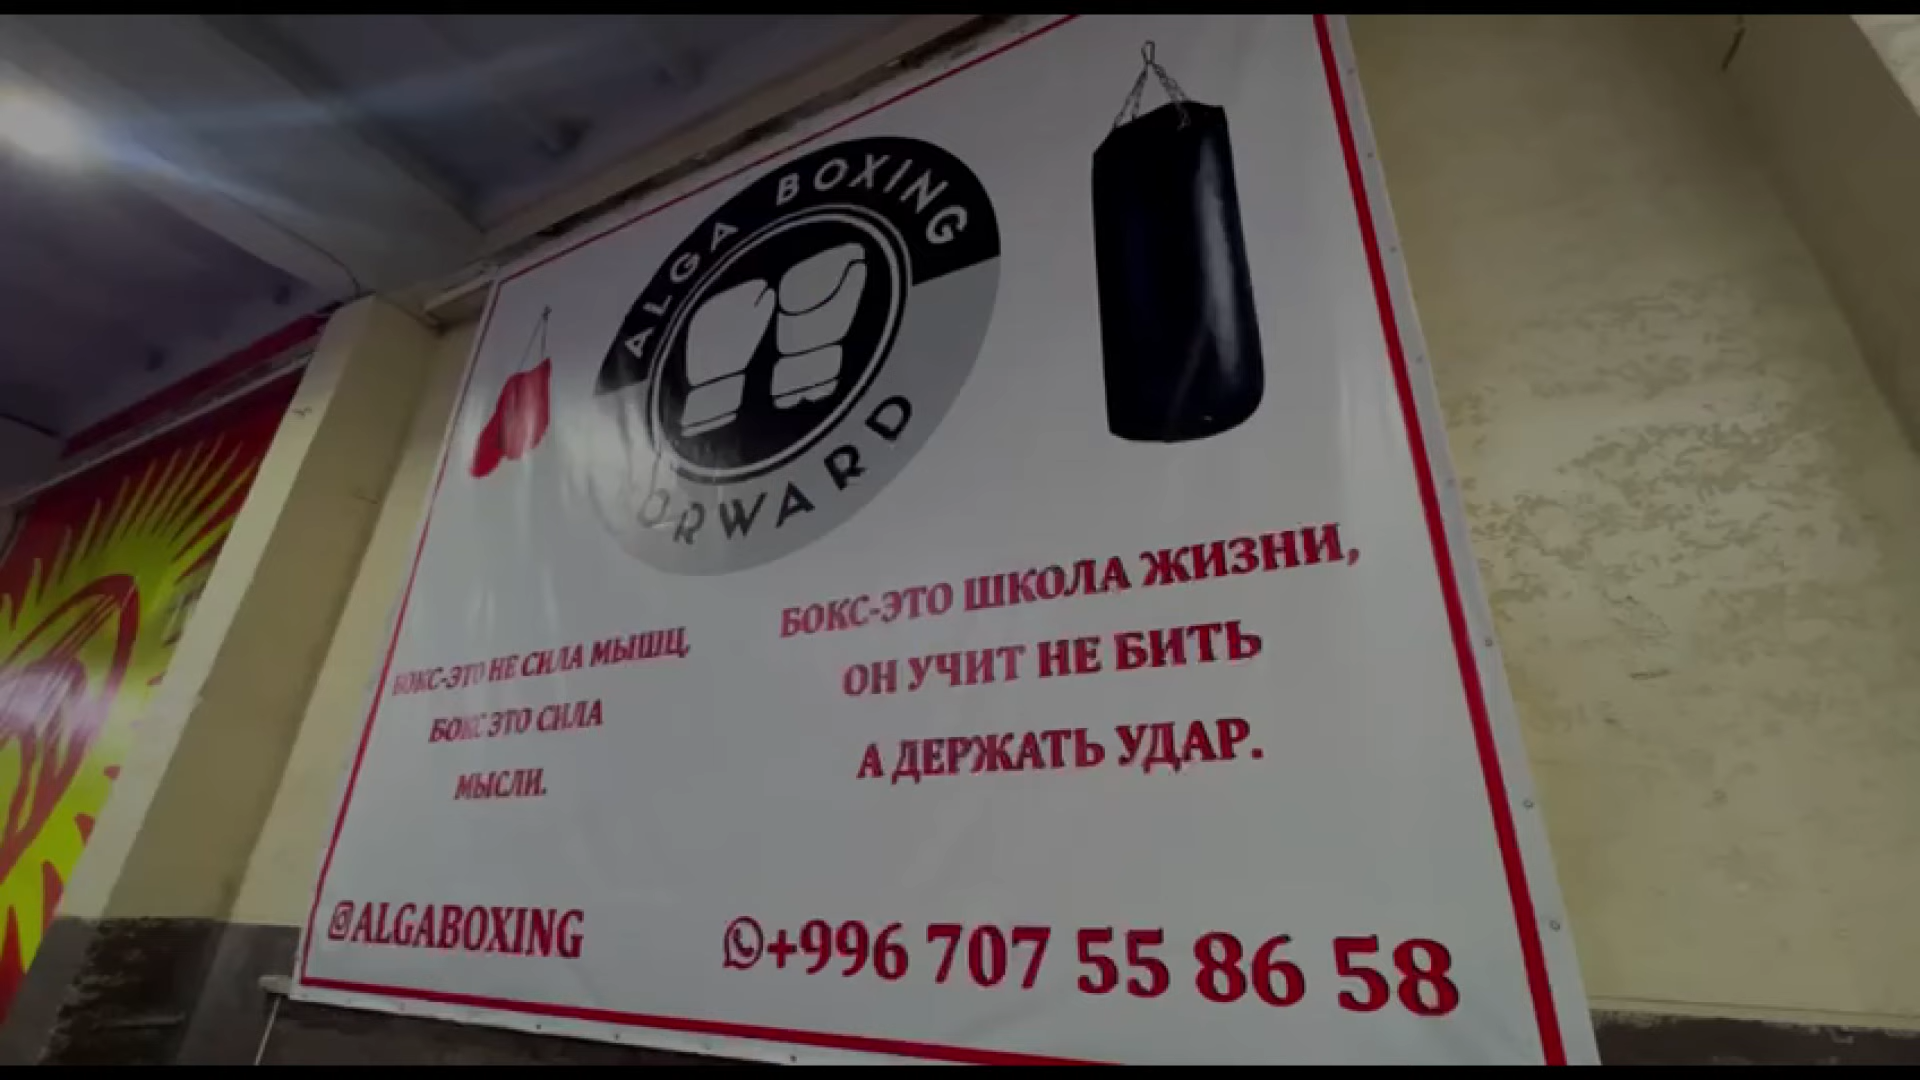 ALGA BOXING
FORWARD
БОКС-ЭТО НЕ СИЛА МЫШЦ,
БОКС ЭТО СИЛА
МЫСЛИ.
БОКС-ЭТО ШКОЛА ЖИЗНИ,
ОН УЧИТ НЕ БИТЬ
А ДЕРЖАТЬ УДАР.
ALGABOXING
+996 707 55 86 58